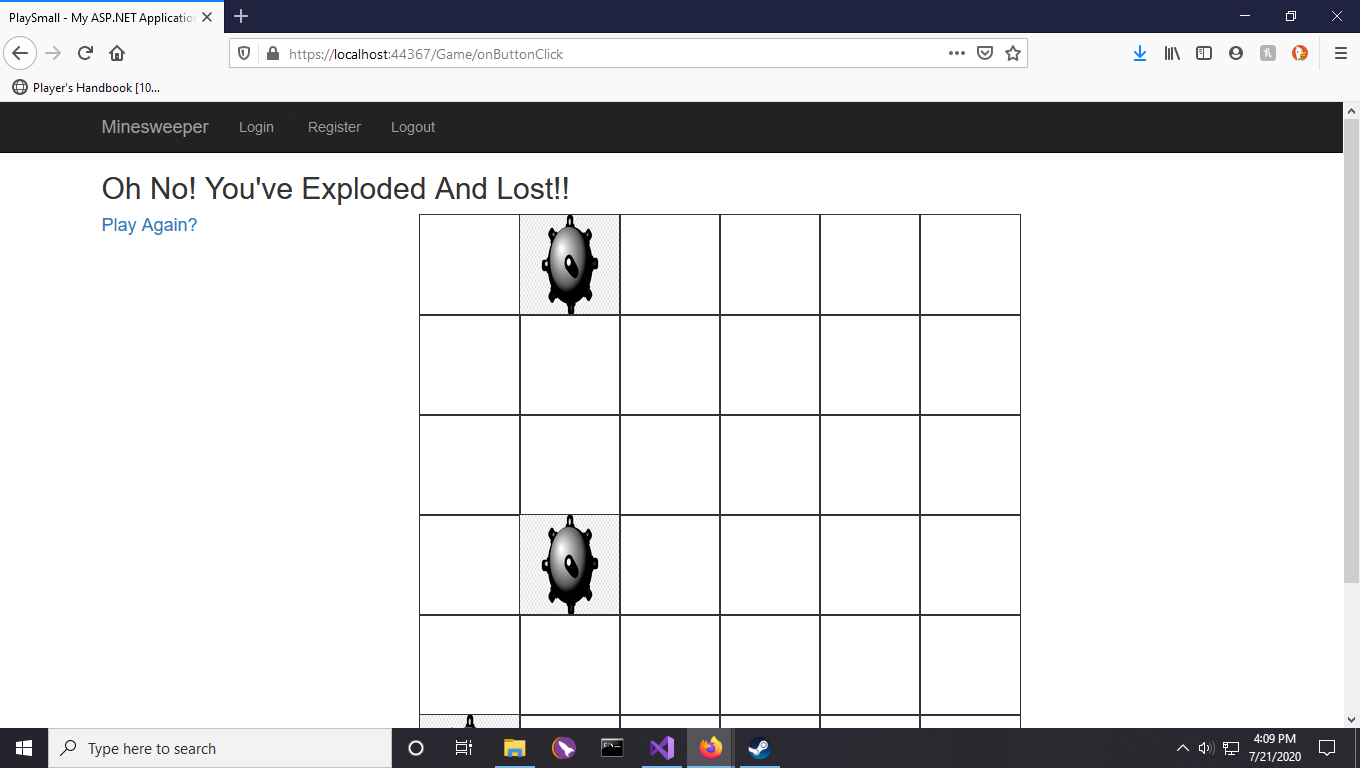 PlaySmall - My ASP.NET Application
https://localhost:44367/Game/onButtonClick
Player's Handbook [10...
Minesweeper Login Register Logout
Oh No! You've Exploded And Lost!!
Play Again?
Type here to search
4:09 PM
7/21/2020